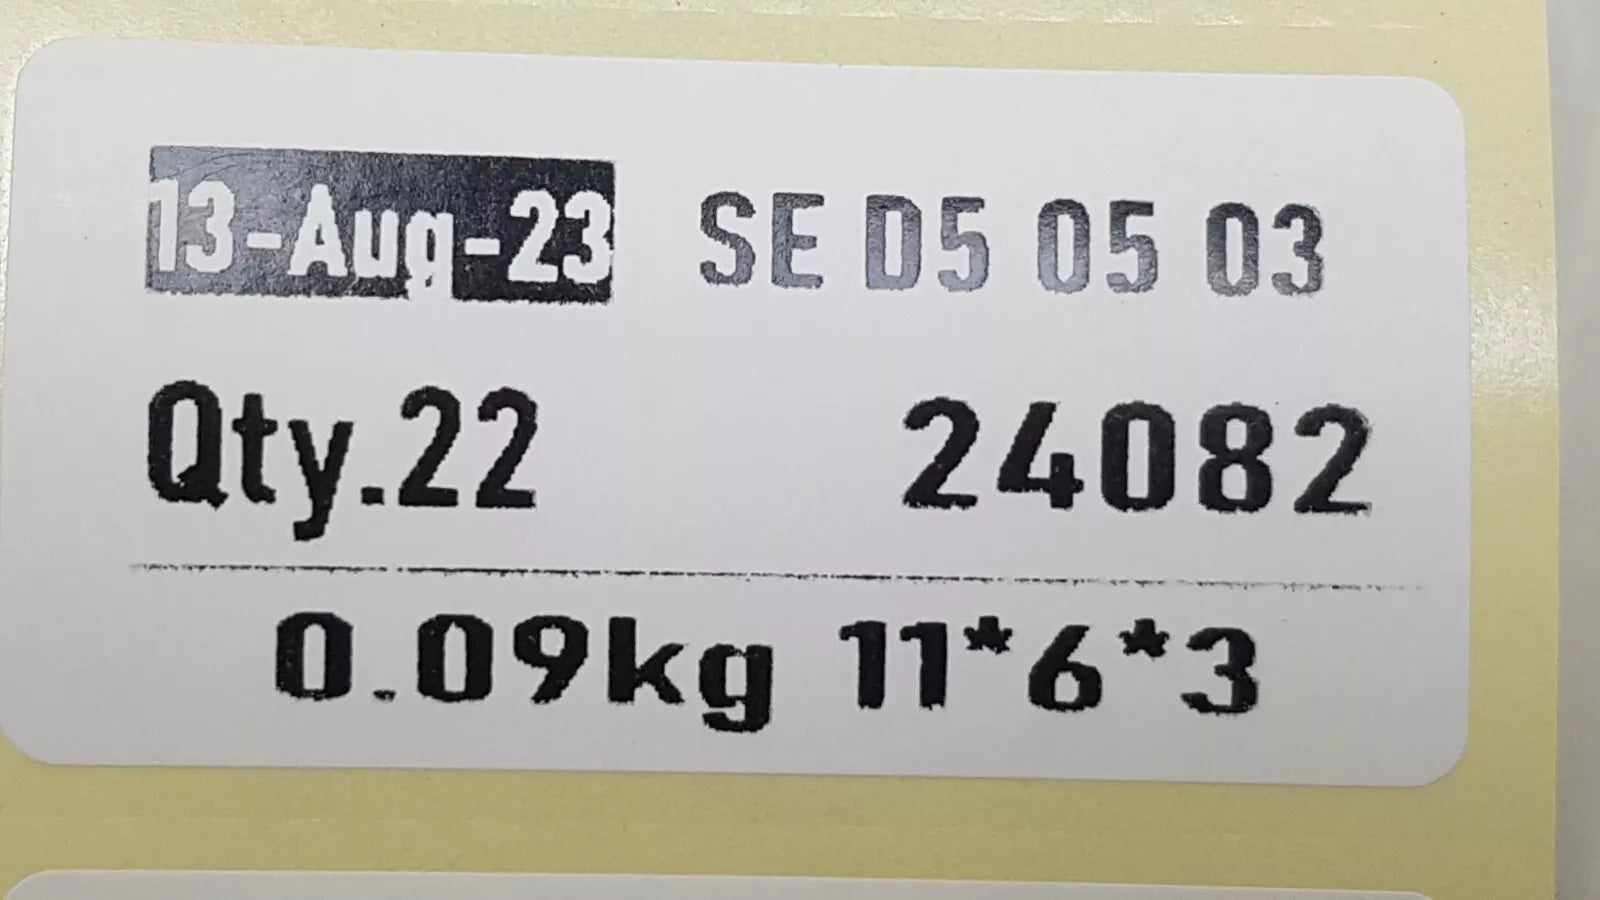 13-Aug-23 SE D5 05 03
Qty.22 24082
0.09kg 11*6*3